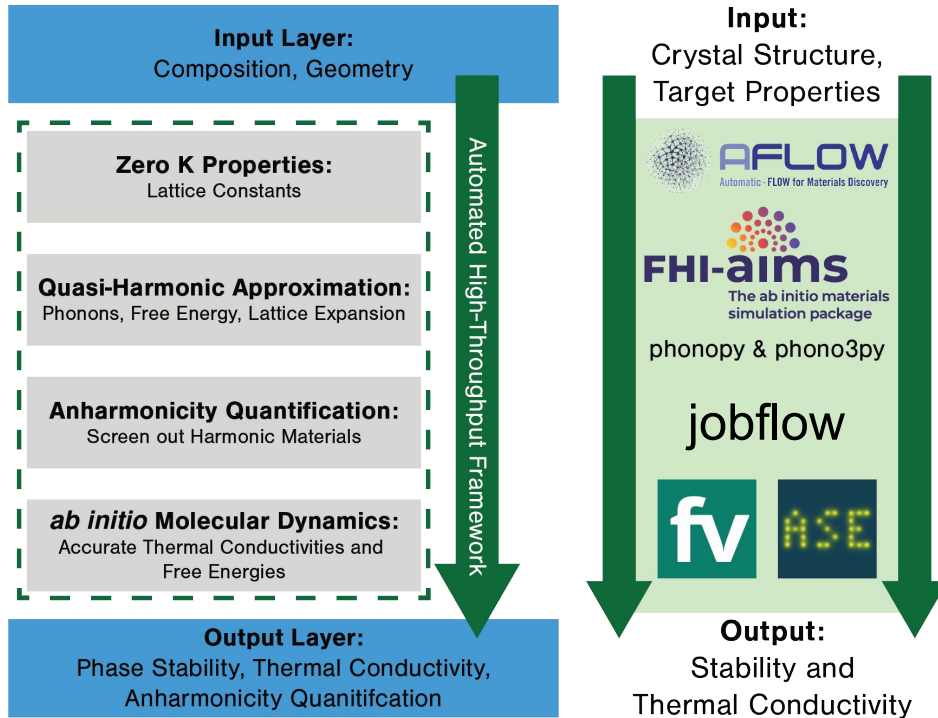 Input Layer:
Composition, Geometry
Zero K Properties:
Lattice Constants
Quasi-Harmonic Approximation:
Phonons, Free Energy, Lattice Expansion
Anharmonicity Quantification:
Screen out Harmonic Materials
ab initio Molecular Dynamics:
Accurate Thermal Conductivities and
Free Energies
Output Layer:
Phase Stability, Thermal Conductivity,
Anharmonicity Quanitifcation
Automated High-Throughput Framework
Input:
Crystal Structure,
Target Properties
AFLOW
Automatic - FLOW for Materials Discovery
FHI-aims
The ab initio materials
simulation package
phonopy & phono3py
jobflow
fv
ASE
Output:
Stability and
Thermal Conductivity